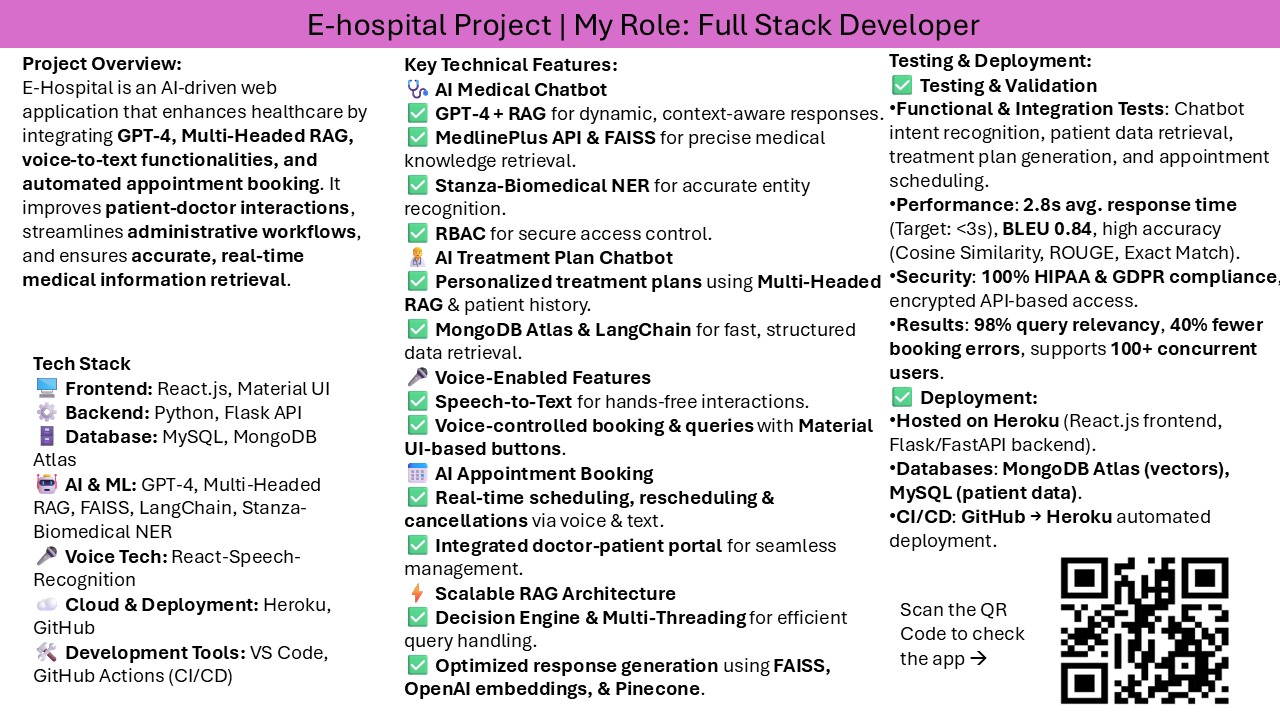 E-hospital Project | My Role: Full Stack Developer
Project Overview:
E-Hospital is an AI-driven web
application that enhances healthcare by
integrating GPT-4, Multi-Headed RAG,
voice-to-text functionalities, and
automated appointment booking. It
improves patient-doctor interactions,
streamlines administrative workflows,
and ensures accurate, real-time
medical information retrieval.
Tech Stack
🖥️ Frontend: React.js, Material UI
⚙️ Backend: Python, Flask API
🗄️ Database: MySQL, MongoDB
Atlas
🤖 AI & ML: GPT-4, Multi-Headed
RAG, FAISS, LangChain, Stanza-
Biomedical NER
🎤 Voice Tech: React-Speech-
Recognition
☁️ Cloud & Deployment: Heroku,
GitHub
🛠️ Development Tools: VS Code,
GitHub Actions (CI/CD)
Key Technical Features:
🩺 AI Medical Chatbot
✅ GPT-4 + RAG for dynamic, context-aware responses.
✅ MedlinePlus API & FAISS for precise medical
knowledge retrieval.
✅ Stanza-Biomedical NER for accurate entity
recognition.
✅ RBAC for secure access control.
🧑‍⚕️ AI Treatment Plan Chatbot
✅ Personalized treatment plans using Multi-Headed
RAG & patient history.
✅ MongoDB Atlas & LangChain for fast, structured
data retrieval.
🎤 Voice-Enabled Features
✅ Speech-to-Text for hands-free interactions.
✅ Voice-controlled booking & queries with Material
UI-based buttons.
📅 AI Appointment Booking
✅ Real-time scheduling, rescheduling &
cancellations via voice & text.
✅ Integrated doctor-patient portal for seamless
management.
⚡ Scalable RAG Architecture
✅ Decision Engine & Multi-Threading for efficient
query handling.
✅ Optimized response generation using FAISS,
OpenAI embeddings, & Pinecone.
Testing & Deployment:
✅ Testing & Validation
•Functional & Integration Tests: Chatbot
intent recognition, patient data retrieval,
treatment plan generation, and appointment
scheduling.
•Performance: 2.8s avg. response time
(Target: <3s), BLEU 0.84, high accuracy
(Cosine Similarity, ROUGE, Exact Match).
•Security: 100% HIPAA & GDPR compliance,
encrypted API-based access.
•Results: 98% query relevancy, 40% fewer
booking errors, supports 100+ concurrent
users.
✅ Deployment:
•Hosted on Heroku (React.js frontend,
Flask/FastAPI backend).
•Databases: MongoDB Atlas (vectors),
MySQL (patient data).
•CI/CD: GitHub → Heroku automated
deployment.
Scan the QR
Code to check
the app →